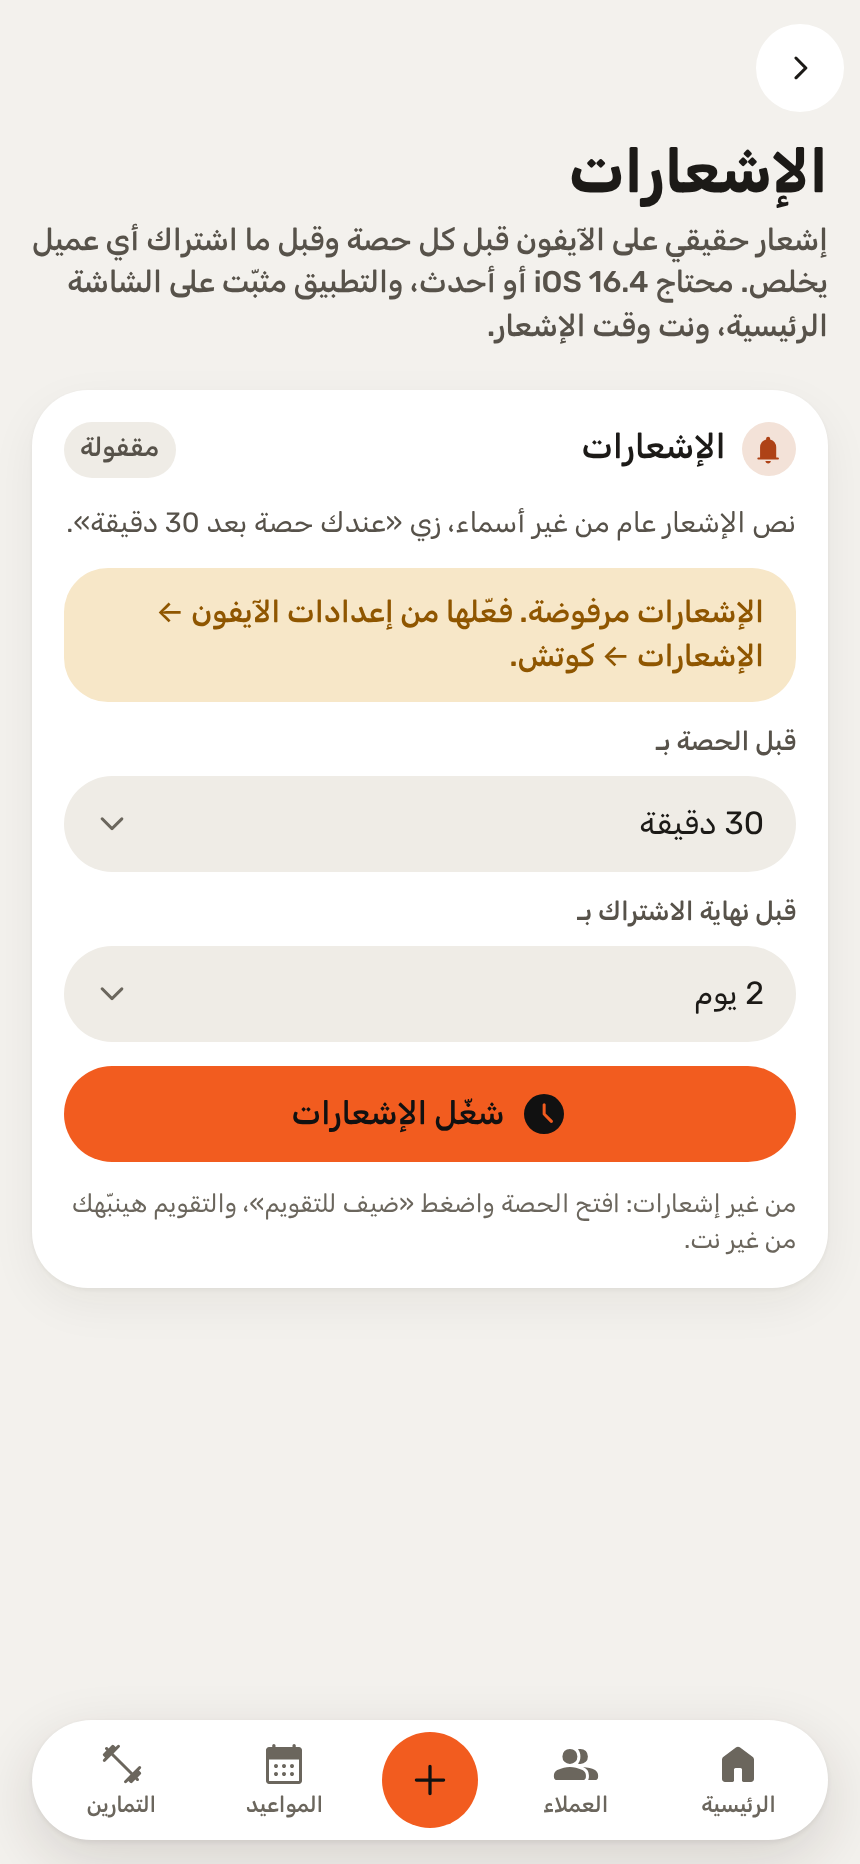 الإشعارات
إشعار حقيقي على الآيفون قبل كل حصة وقبل ما اشتراك أي عميل
يخلص. محتاج iOS 16.4 أو أحدث، والتطبيق مثبّت على الشاشة
الرئيسية، ونت وقت الإشعار.
الإشعارات
مقفولة
نص الإشعار عام من غير أسماء، زي «عندك حصة بعد 30 دقيقة».
الإشعارات مرفوضة. فعّلها من إعدادات الآيفون ←
الإشعارات ← كوتش.
قبل الحصة بـ
30 دقيقة
قبل نهاية الاشتراك بـ
2 يوم
شغّل الإشعارات
من غير إشعارات: افتح الحصة واضغط «ضيف للتقويم»، والتقويم هينبّهك
من غير نت.
الرئيسية
العملاء
المواعيد
التمارين